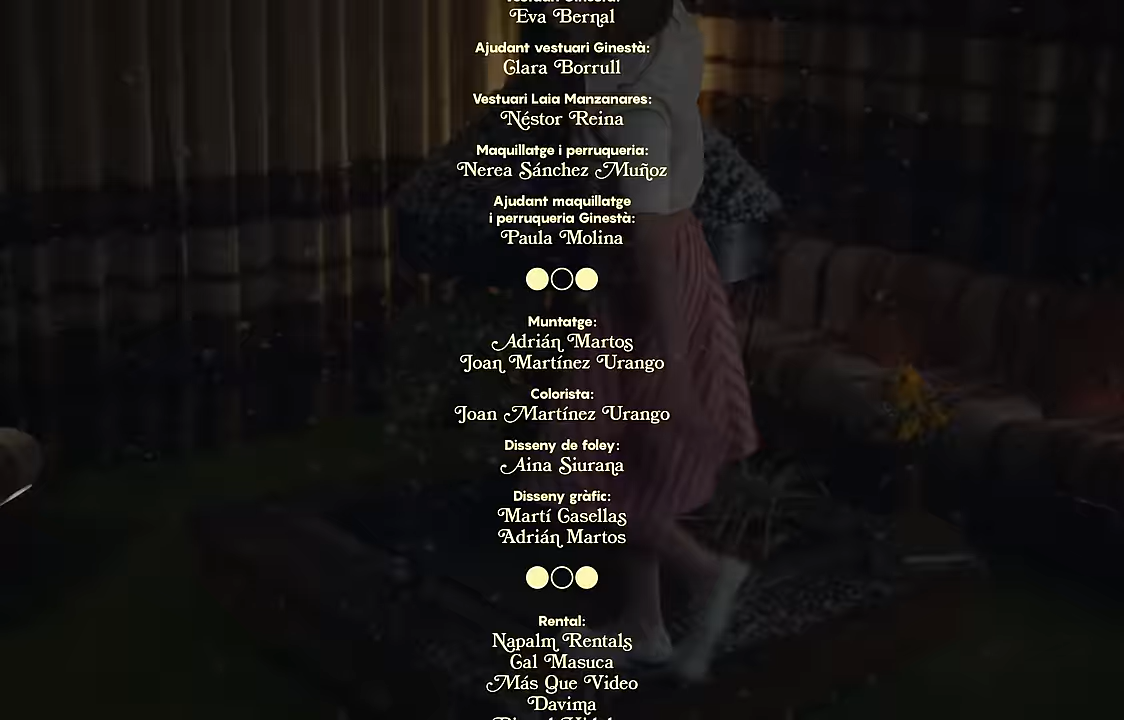 Eva Bernal
Ajudant vestuari Ginestà:
Clara Borrull
Vestuari Laia Manzanares:
Néstor Reina
Maquillatge i perruqueria:
Nerea Sánchez Muñoz
Ajudant maquillatge
i perruqueria Ginestà:
Paula Molina
Muntatge:
Adrián Martos
Joan Martínez Urango
Colorista:
Joan Martínez Urango
Disseny de foley:
Aina Siurana
Disseny gràfic:
Martí Casellas
Adrián Martos
Rental:
Napalm Rentals
Cal Masuca
Más Que Video
Davima